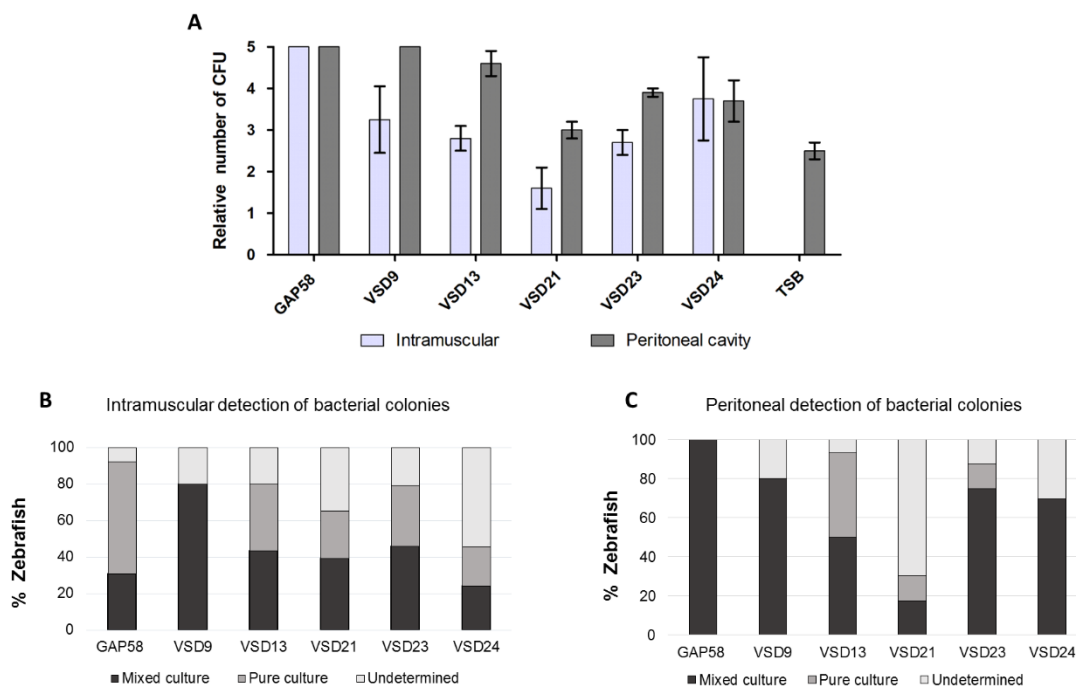 A
Relative number of CFU
5
4
3
2
1
0
GAP58 VSD9 VSD13 VSD21 VSD23 VSD24 TSB
Intramuscular Peritoneal cavity
B Intramuscular detection of bacterial colonies
% Zebrafish
100
80
60
40
20
0
GAP58 VSD9 VSD13 VSD21 VSD23 VSD24
Mixed culture Pure culture Undetermined
C Peritoneal detection of bacterial colonies
% Zebrafish
100
80
60
40
20
0
GAP58 VSD9 VSD13 VSD21 VSD23 VSD24
Mixed culture Pure culture Undetermined